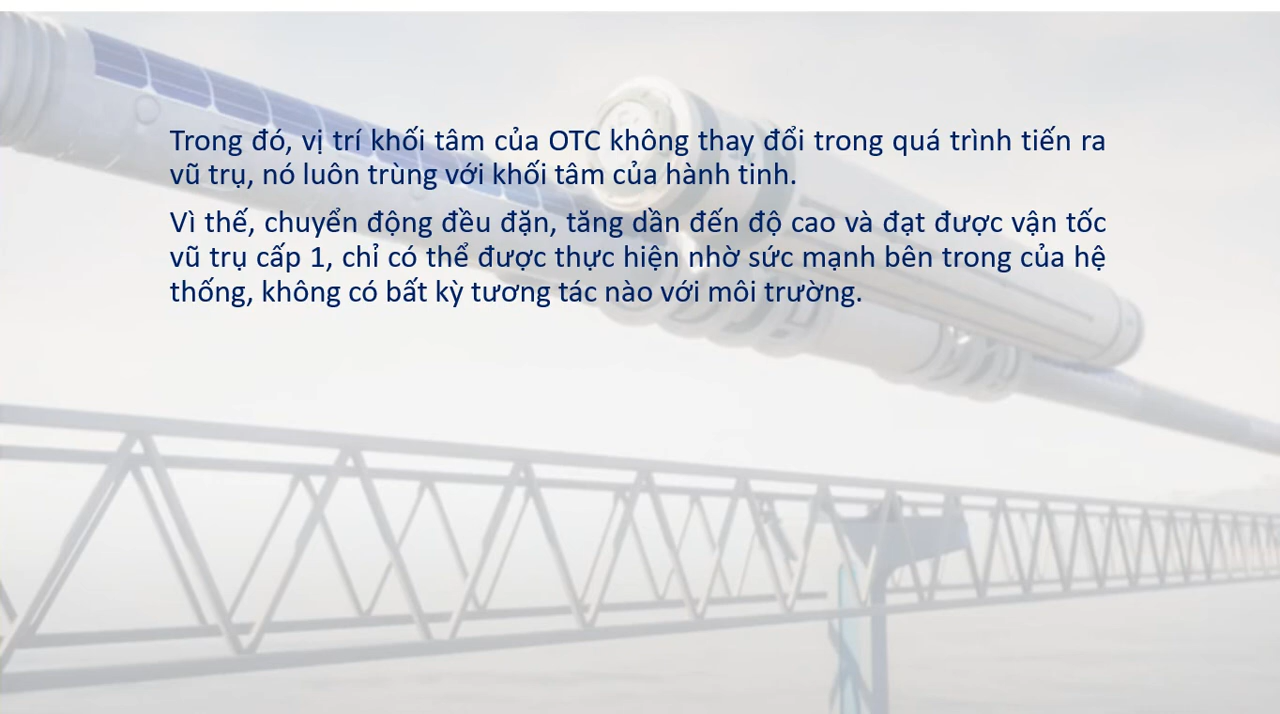 Trong đó, vị trí khối tâm của OTC không thay đổi trong quá trình tiến ra
vũ trụ, nó luôn trùng với khối tâm của hành tinh.
Vì thế, chuyển động đều đặn, tăng dần đến độ cao và đạt được vận tốc
vũ trụ cấp 1, chỉ có thể được thực hiện nhờ sức mạnh bên trong của hệ
thống, không có bất kỳ tương tác nào với môi trường.